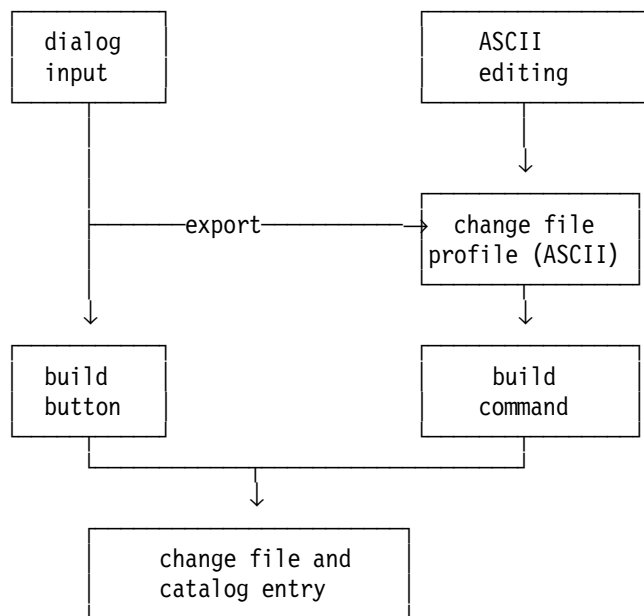 dialog
input
ASCII
editing
export
change file
profile (ASCII)
build
button
build
command
change file and
catalog entry